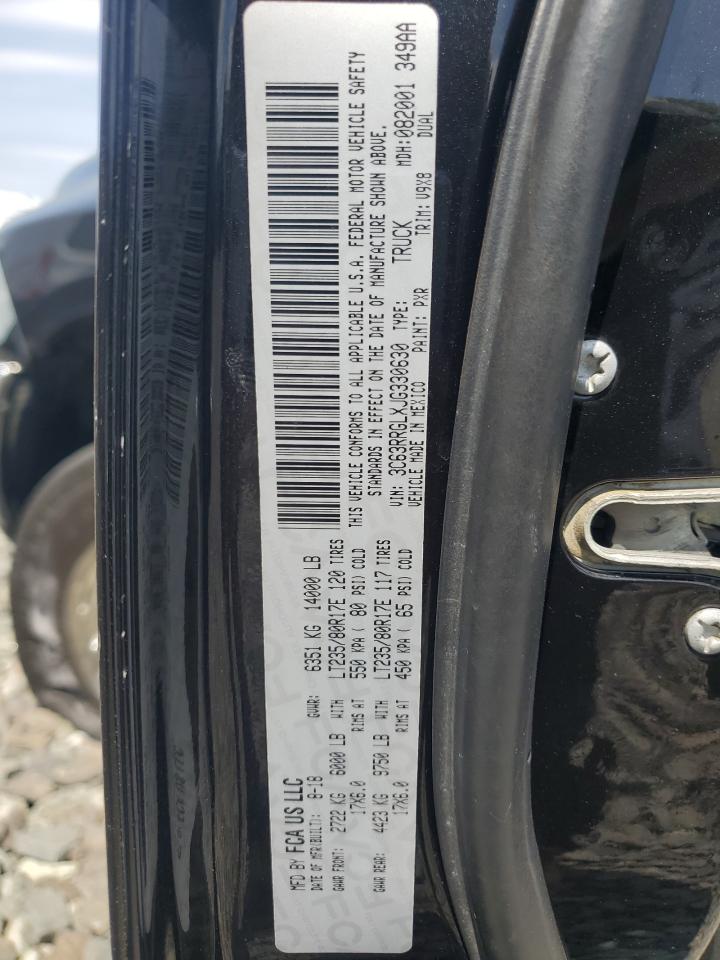 MFD BY FCA US LLC
DATE OF MFR(BUILT): 8-18 GVWR: 6351 KG 14000 LB
GAWR FRONT: 2722 KG 6000 LB WITH LT235/80R17E 120 TIRES
17X6.0 RIMS AT 550 KPA ( 80 PSI) COLD
GAWR REAR: 4423 KG 9750 LB WITH LT235/80R17E 117 TIRES
17X6.0 RIMS AT 450 KPA ( 65 PSI) COLD
THIS VEHICLE CONFORMS TO ALL APPLICABLE U.S.A. FEDERAL MOTOR VEHICLE SAFETY
STANDARDS IN EFFECT ON THE DATE OF MANUFACTURE SHOWN ABOVE.
VIN: 3C63RRGLXJG330630 TYPE: TRUCK MDH:082001 349AA
VEHICLE MADE IN MEXICO PAINT: PXR TRIM: V9X8 DUAL